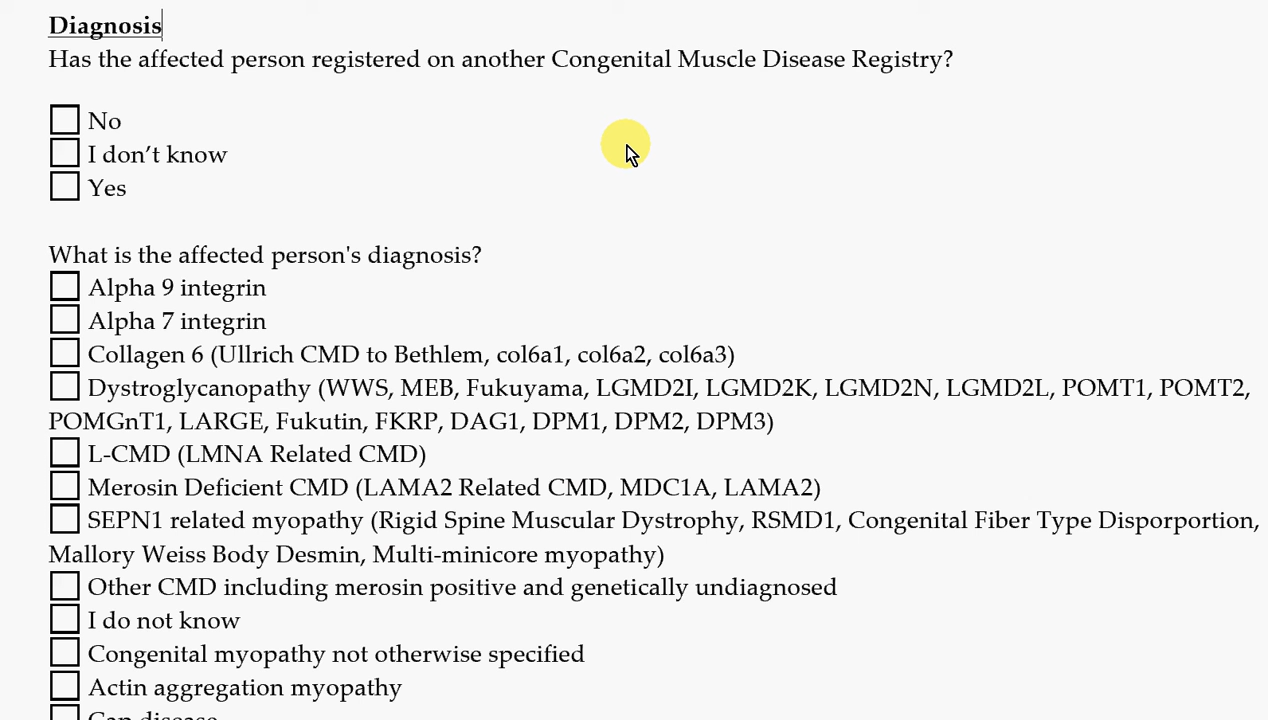 Diagnosis
Has the affected person registered on another Congenital Muscle Disease Registry?
No
I don’t know
Yes
What is the affected person's diagnosis?
Alpha 9 integrin
Alpha 7 integrin
Collagen 6 (Ullrich CMD to Bethlem, col6a1, col6a2, col6a3)
Dystroglycanopathy (WWS, MEB, Fukuyama, LGMD2I, LGMD2K, LGMD2N, LGMD2L, POMT1, POMT2,
POMGnT1, LARGE, Fukutin, FKRP, DAG1, DPM1, DPM2, DPM3)
L-CMD (LMNA Related CMD)
Merosin Deficient CMD (LAMA2 Related CMD, MDC1A, LAMA2)
SEPN1 related myopathy (Rigid Spine Muscular Dystrophy, RSMD1, Congenital Fiber Type Disporportion,
Mallory Weiss Body Desmin, Multi-minicore myopathy)
Other CMD including merosin positive and genetically undiagnosed
I do not know
Congenital myopathy not otherwise specified
Actin aggregation myopathy
Cap disease